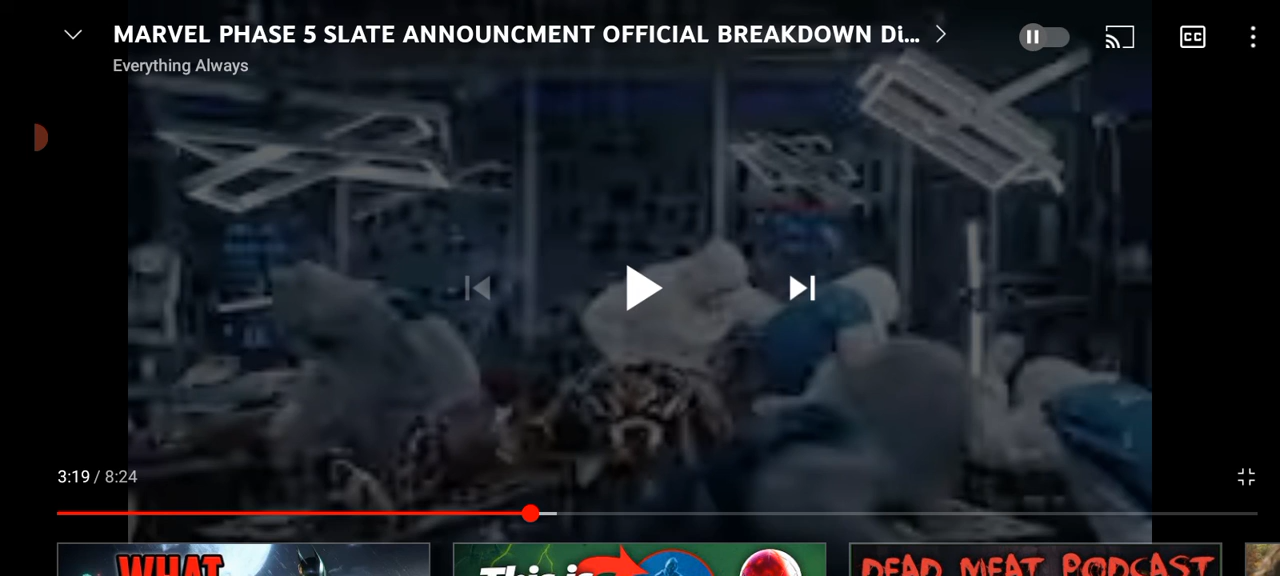 MARVEL PHASE 5 SLATE ANNOUNCMENT OFFICIAL BREAKDOWN Di...
Everything Always
CC
3:19 / 8:24
WHAT
This is
DEAD MEAT PODCAST